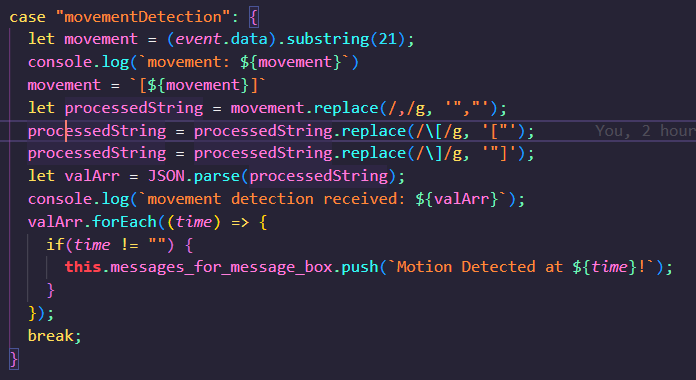 case "movementDetection": {
let movement = (event.data).substring(21);
console.log(`movement: ${movement}`)
movement = `[${movement}]`
let processedString = movement.replace(/,/g, '","');
processedString = processedString.replace(/\[/g, '["');    You, 2 hour
processedString = processedString.replace(/\]/g, '"]');
let valArr = JSON.parse(processedString);
console.log(`movement detection received: ${valArr}`);
valArr.forEach((time) => {
if(time != "") {
this.messages_for_message_box.push(`Motion Detected at ${time}!`);
}
});
break;
}